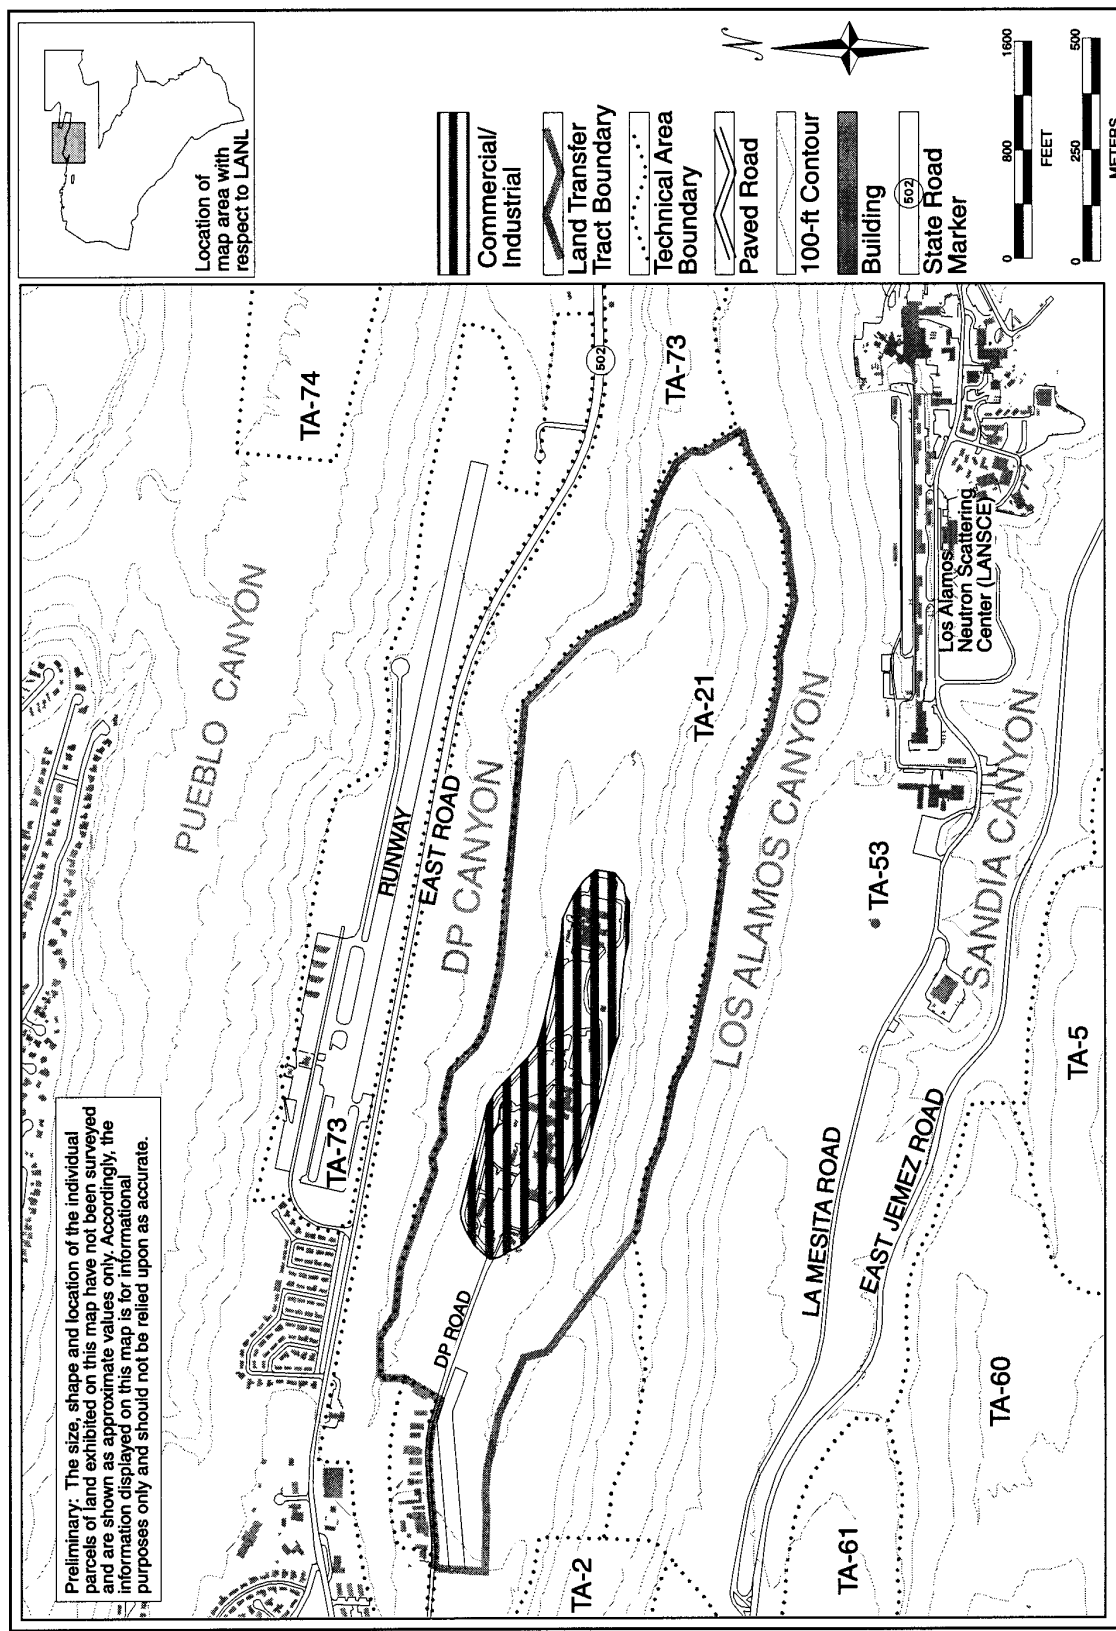 Preliminary: The size, shape and location of the individual
parcels of land exhibited on this map have not been surveyed
and are shown as approximate values only. Accordingly, the
information displayed on this map is for informational
purposes only and should not be relied upon as accurate.
PUEBLO CANYON
TA-74
TA-73
RUNWAY
EAST ROAD
502
DP CANYON
TA-73
DP ROAD
TA-21
LOS ALAMOS CANYON
TA-2
TA-53
Los Alamos
Neutron Scattering
Center (LANSCE)
LA MESITA ROAD
EAST JEMEZ ROAD
SANDIA CANYON
TA-61
TA-60
TA-5
Location of
map area with
respect to LANL
Commercial/
Industrial
Land Transfer
Tract Boundary
Technical Area
Boundary
Paved Road
100-ft Contour
Building
502
State Road
Marker
N
0 800 1600
FEET
0 250 500
METERS